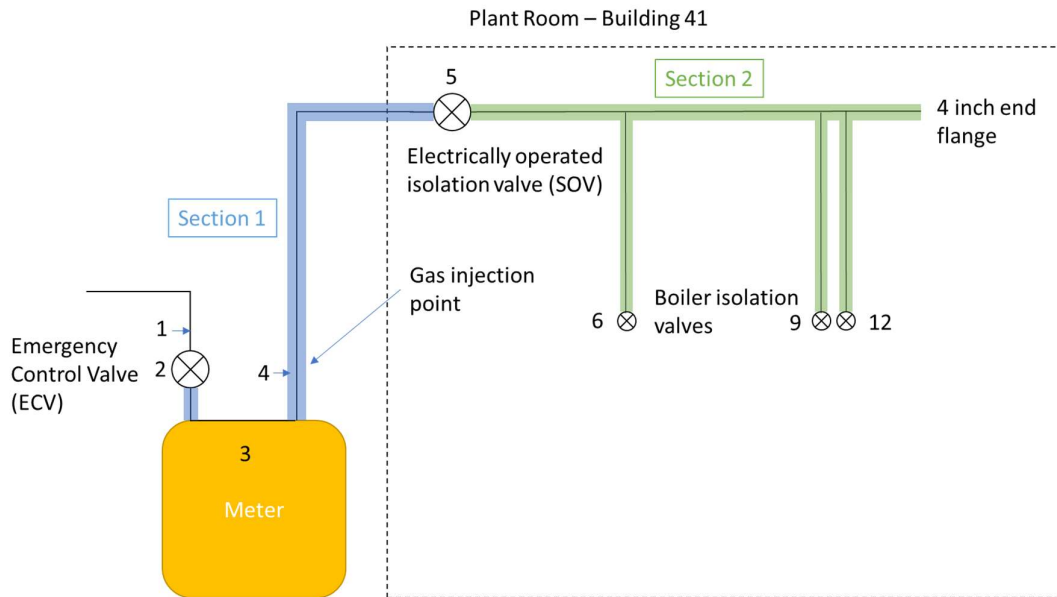 Plant Room – Building 41
5
Section 2
4 inch end
flange
Electrically operated
isolation valve (SOV)
Section 1
Gas injection
point
1
Emergency
Control Valve
(ECV)
2
4
6
Boiler isolation
valves
9
12
3
Meter